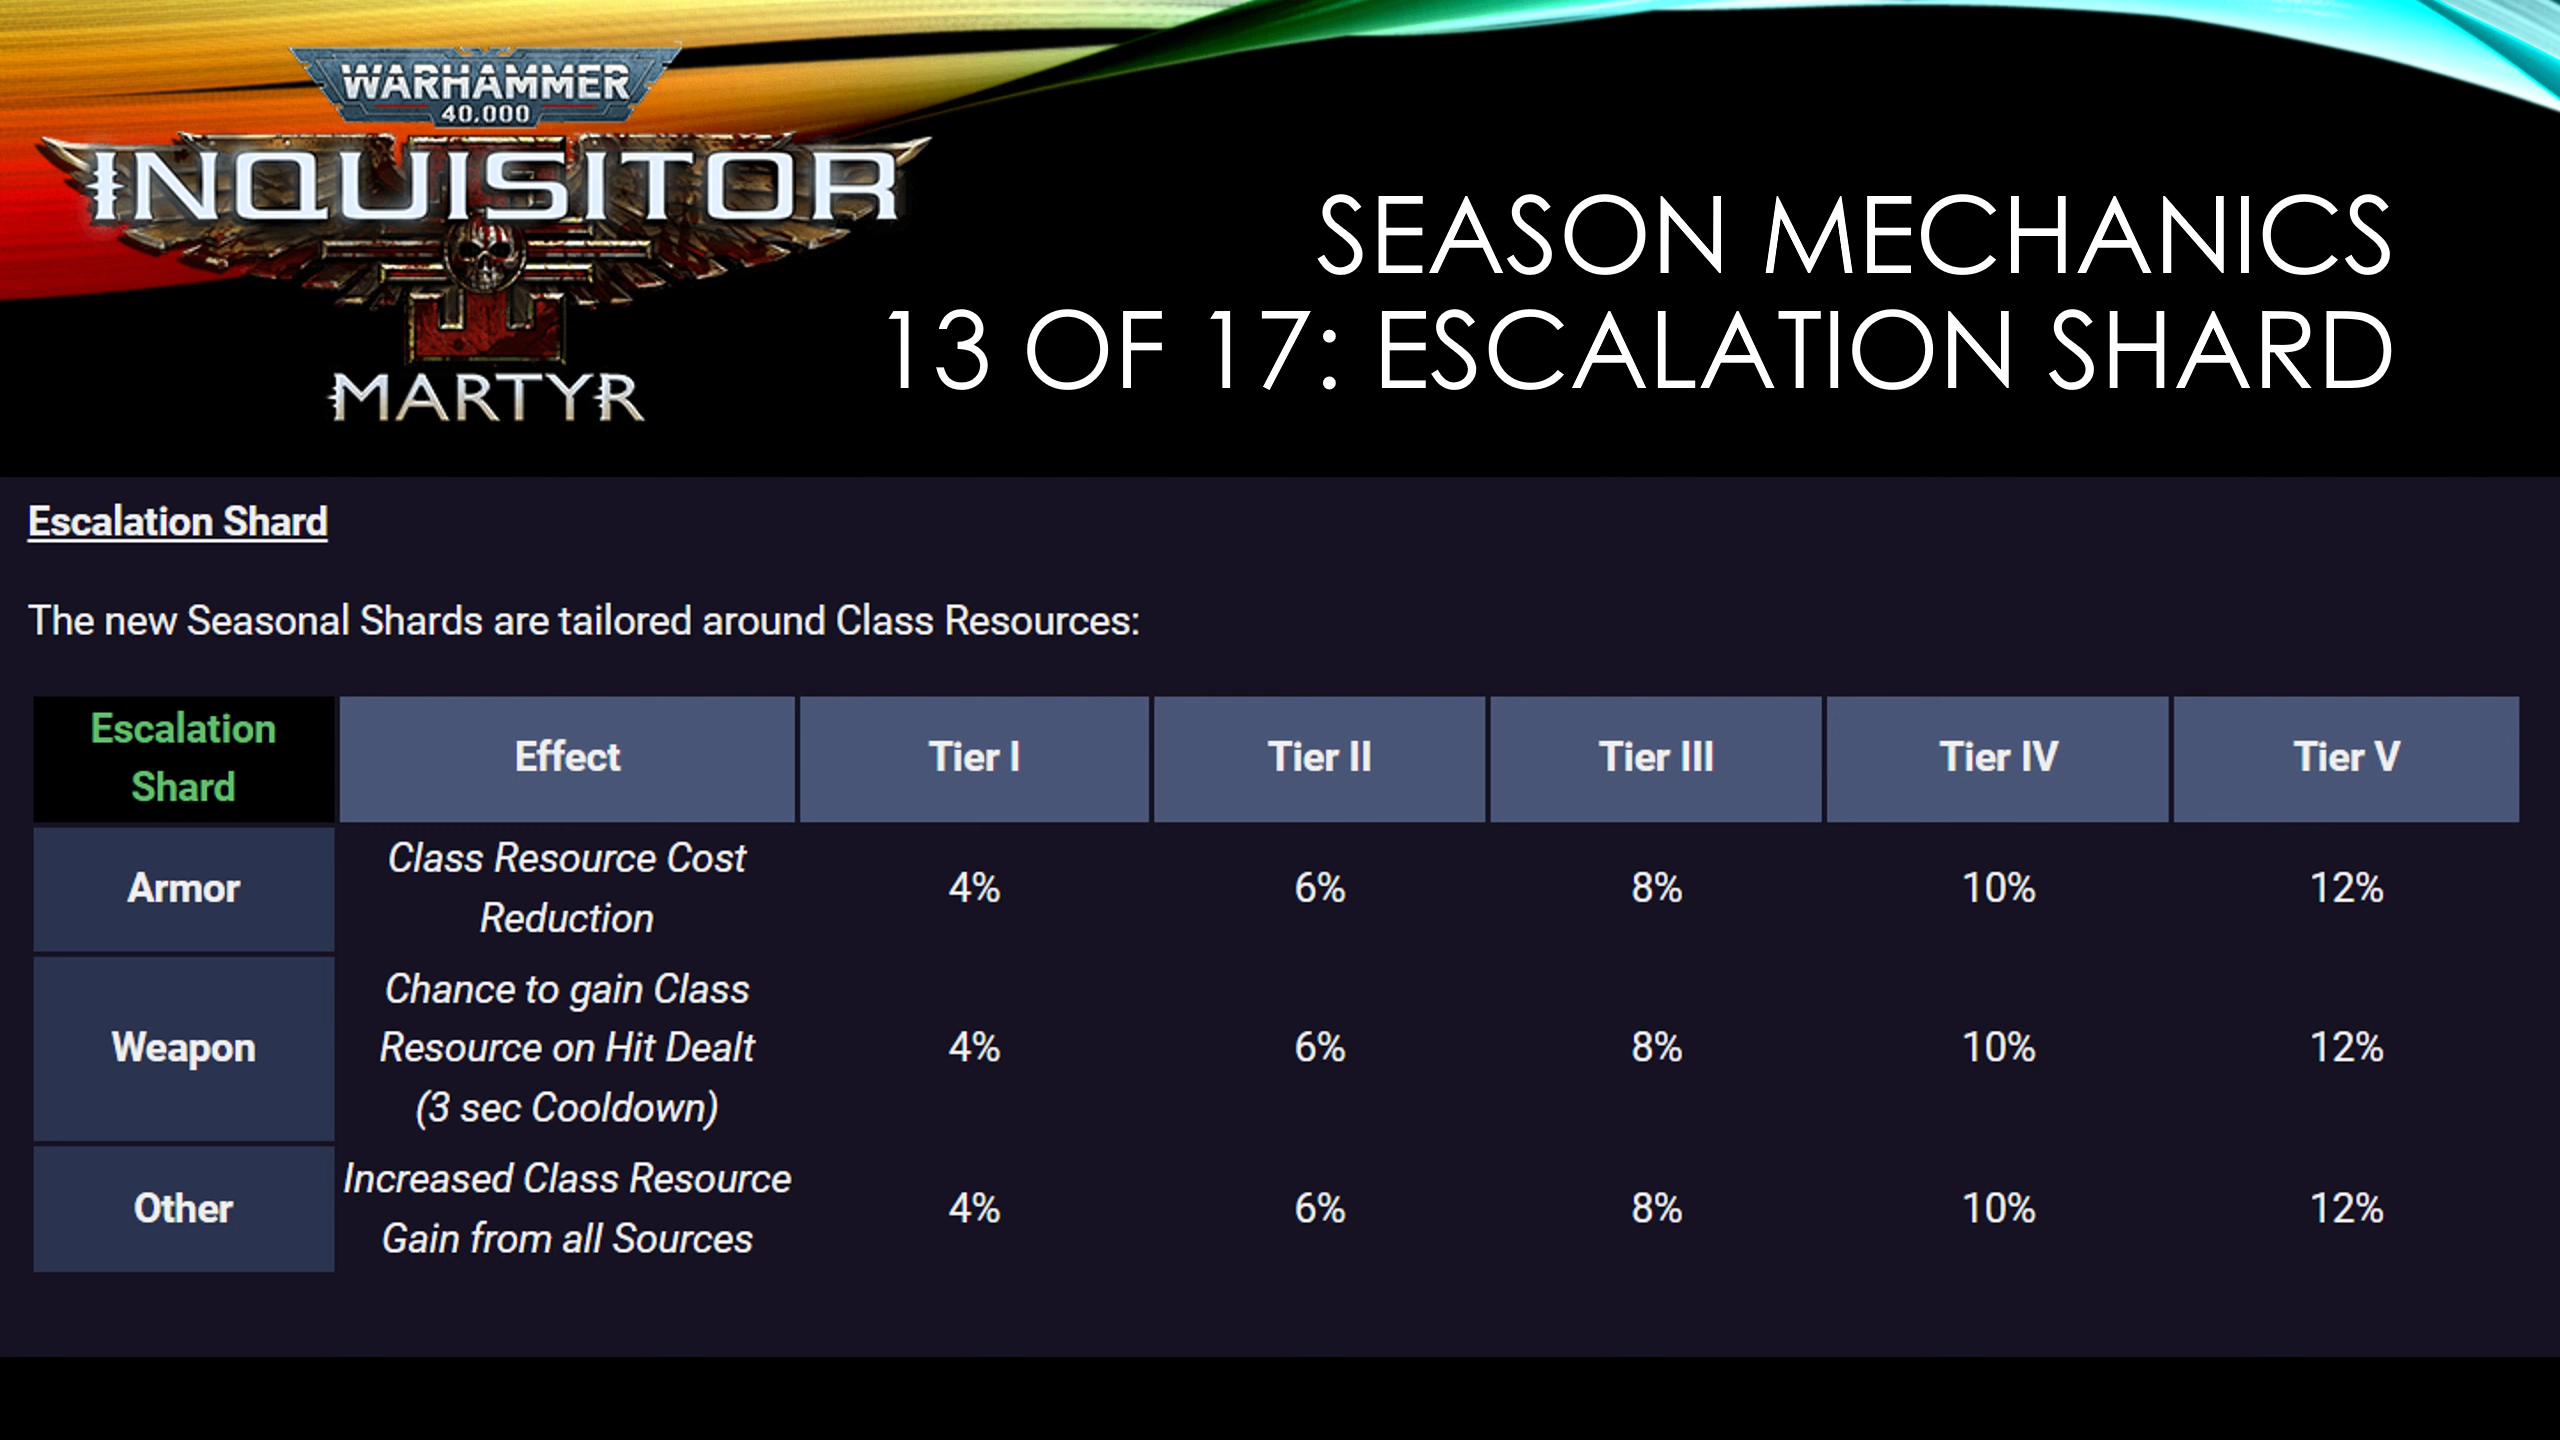 WARHAMMER
40,000
INQUISITOR
MARTYR
SEASON MECHANICS
13 OF 17: ESCALATION SHARD
Escalation Shard
The new Seasonal Shards are tailored around Class Resources:
Escalation
Shard
Effect
Tier I
Tier II
Tier III
Tier IV
Tier V
Armor
Class Resource Cost
Reduction
4%
6%
8%
10%
12%
Weapon
Chance to gain Class
Resource on Hit Dealt
(3 sec Cooldown)
4%
6%
8%
10%
12%
Other
Increased Class Resource
Gain from all Sources
4%
6%
8%
10%
12%